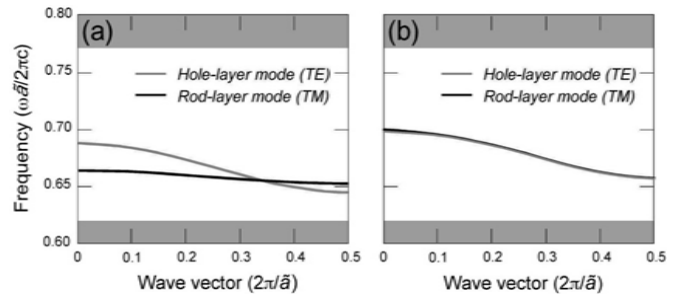 (a)
(b)
0.80
0.75
0.70
0.65
0.60
Frequency (ωã/2πc)
Hole-layer mode (TE)
Rod-layer mode (TM)
Hole-layer mode (TE)
Rod-layer mode (TM)
0 0.1 0.2 0.3 0.4 0.5
0 0.1 0.2 0.3 0.4 0.5
Wave vector (2π/ã)
Wave vector (2π/ã)